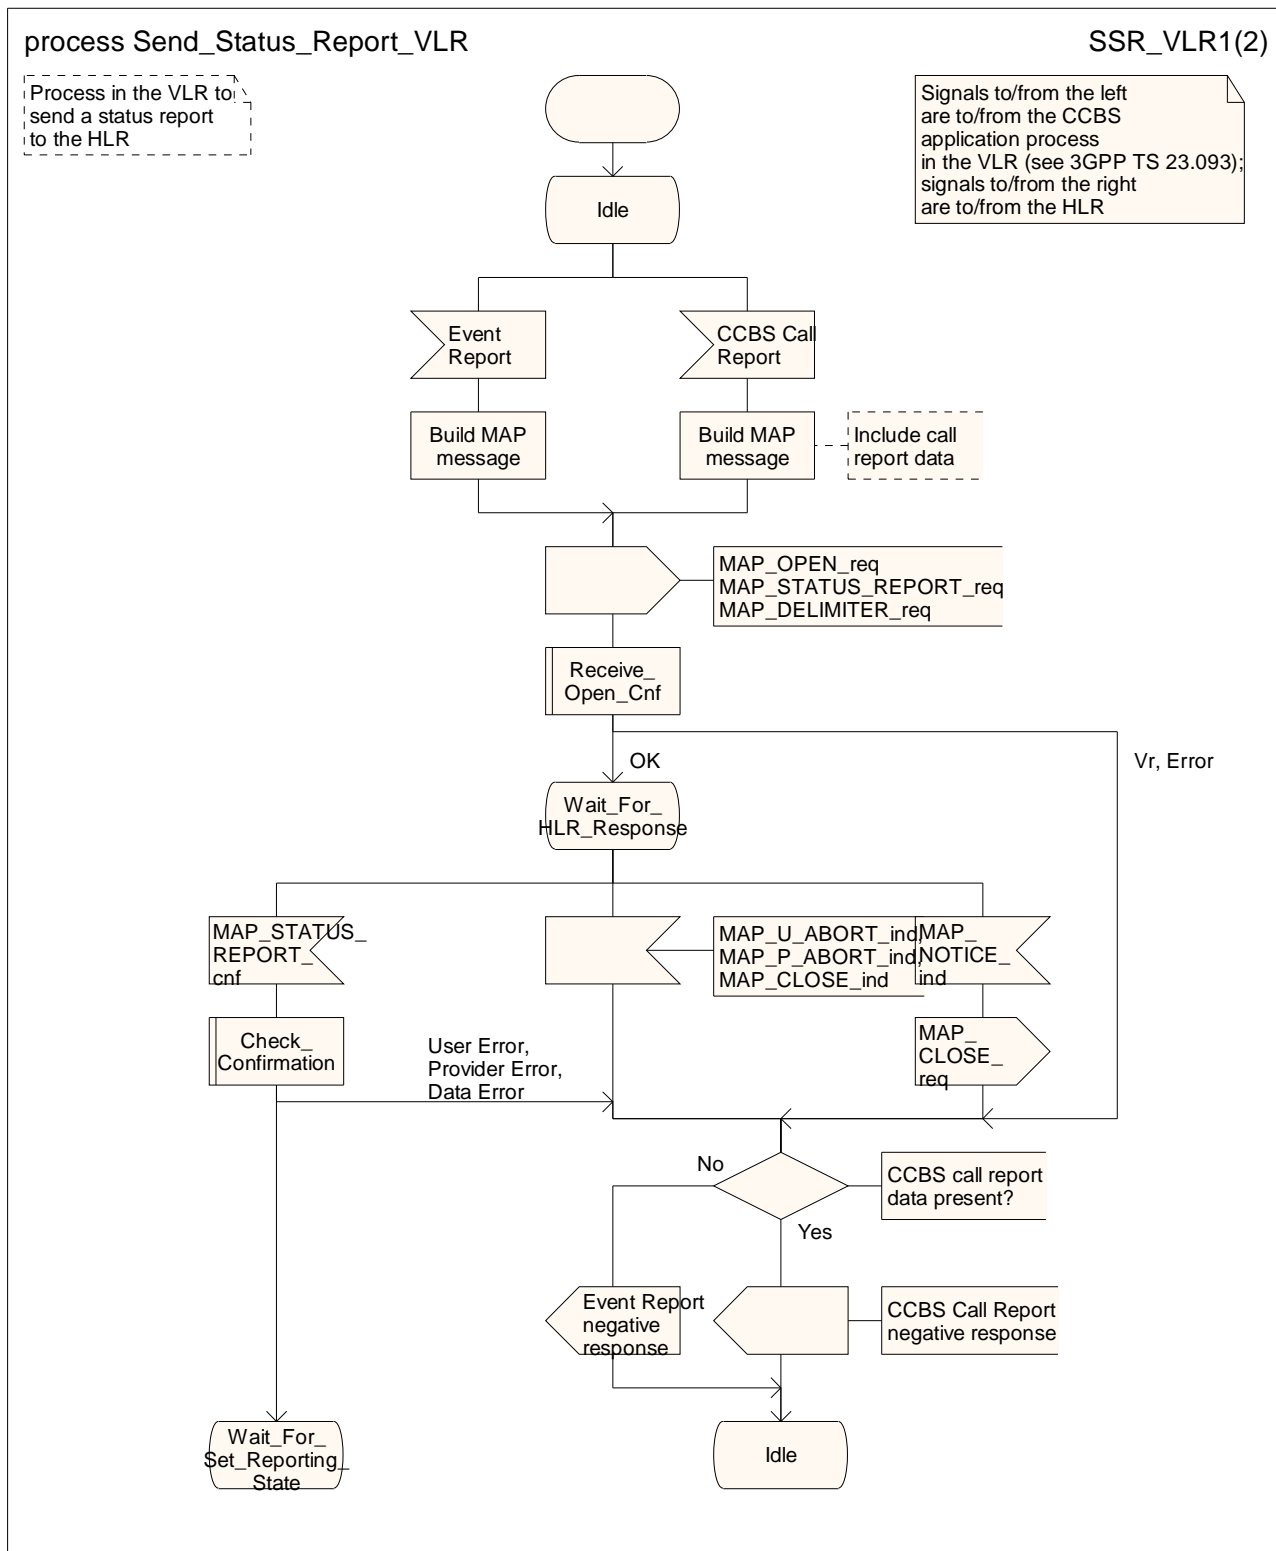 process Send_Status_Report_VLR
SSR_VLR1(2)
Process in the VLR to
send a status report
to the HLR
Signals to/from the left
are to/from the CCBS
application process
in the VLR (see 3GPP TS 23.093);
signals to/from the right
are to/from the HLR
Idle
Event
Report
CCBS Call
Report
Build MAP
message
Build MAP
message
Include call
report data
MAP_OPEN_req
MAP_STATUS_REPORT_req
MAP_DELIMITER_req
Receive_
Open_Cnf
OK
Vr, Error
Wait_For_
HLR_Response
MAP_STATUS_
REPORT_
cnf
MAP_U_ABORT_ind,
MAP_P_ABORT_ind,
MAP_CLOSE_ind
MAP_
NOTICE_
ind
Check_
Confirmation
User Error,
Provider Error,
Data Error
MAP_
CLOSE_
req
No
CCBS call report
data present?
Yes
Event Report
negative
response
CCBS Call Report
negative response
Wait_For_
Set_Reporting_
State
Idle